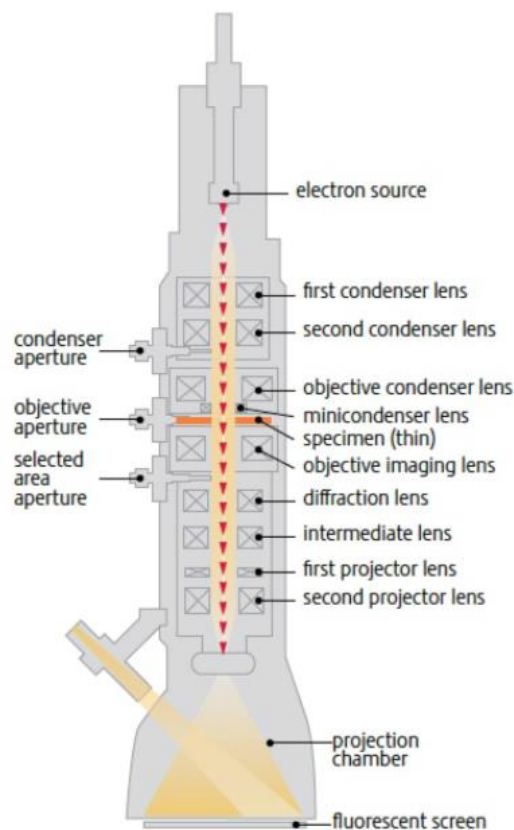 electron source
first condenser lens
second condenser lens
condenser
aperture
objective condenser lens
minicondenser lens
objective
aperture
specimen (thin)
selected
area
aperture
objective imaging lens
diffraction lens
intermediate lens
first projector lens
second projector lens
projection
chamber
fluorescent screen